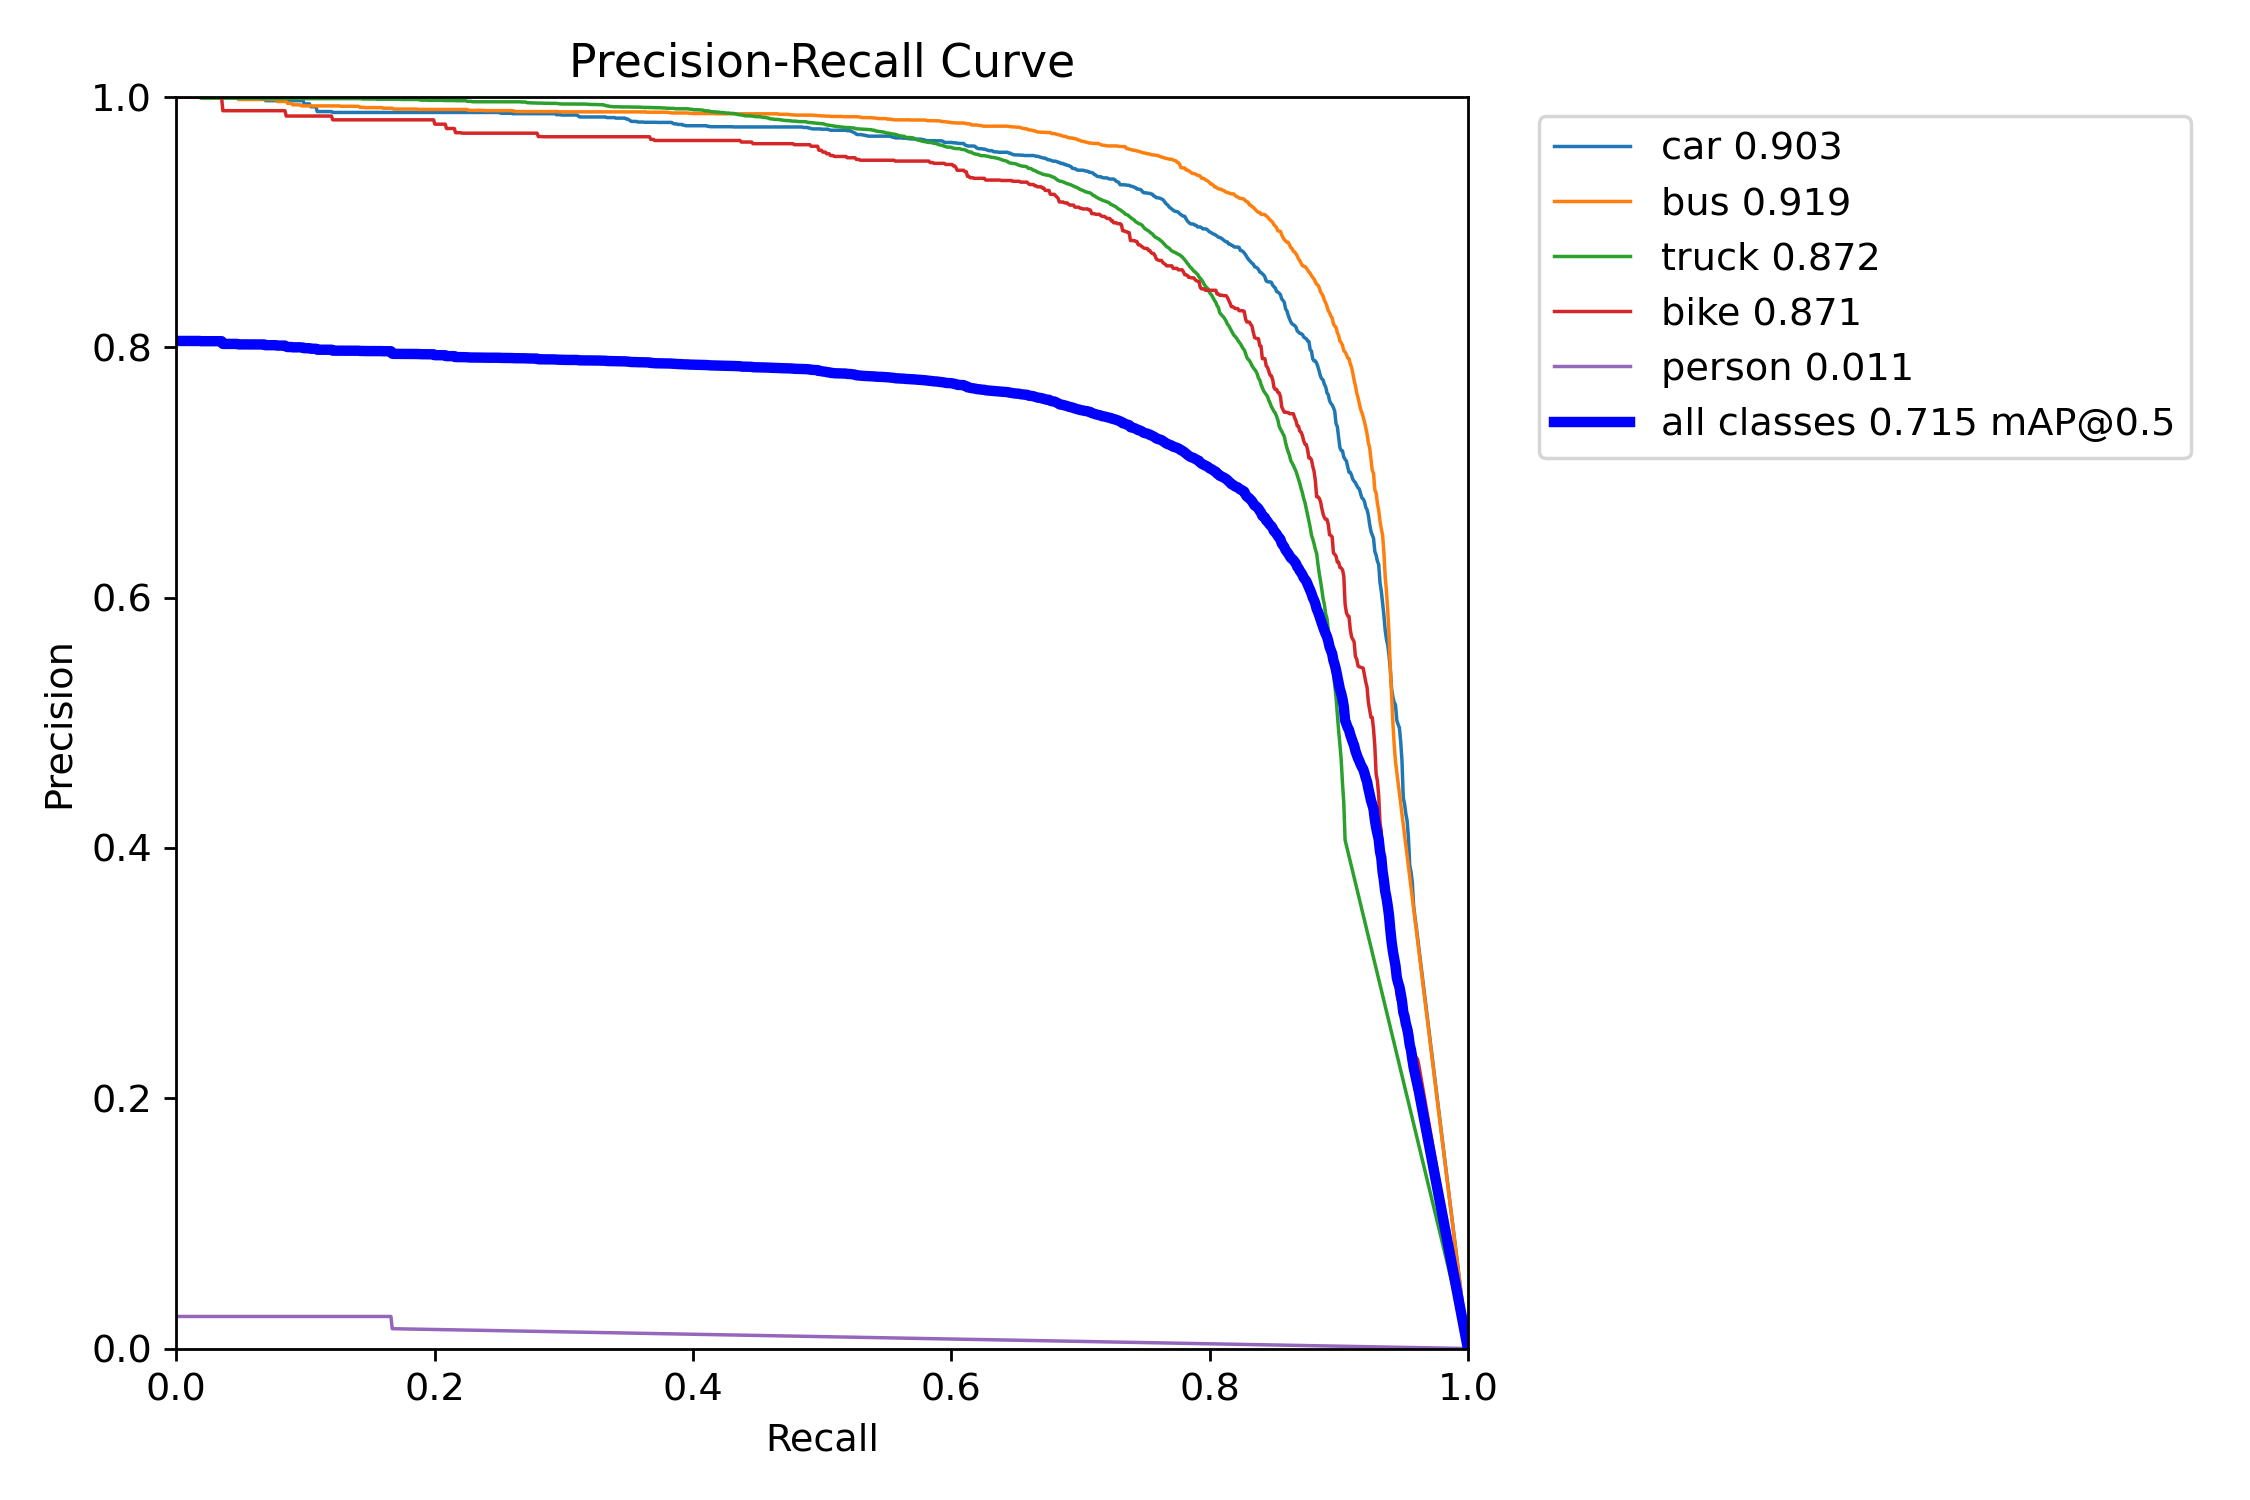 Precision-Recall Curve
1.0
0.8
0.6
0.4
0.2
0.0
Precision
0.0 0.2 0.4 0.6 0.8 1.0
Recall
car 0.903
bus 0.919
truck 0.872
bike 0.871
person 0.011
all classes 0.715 mAP@0.5